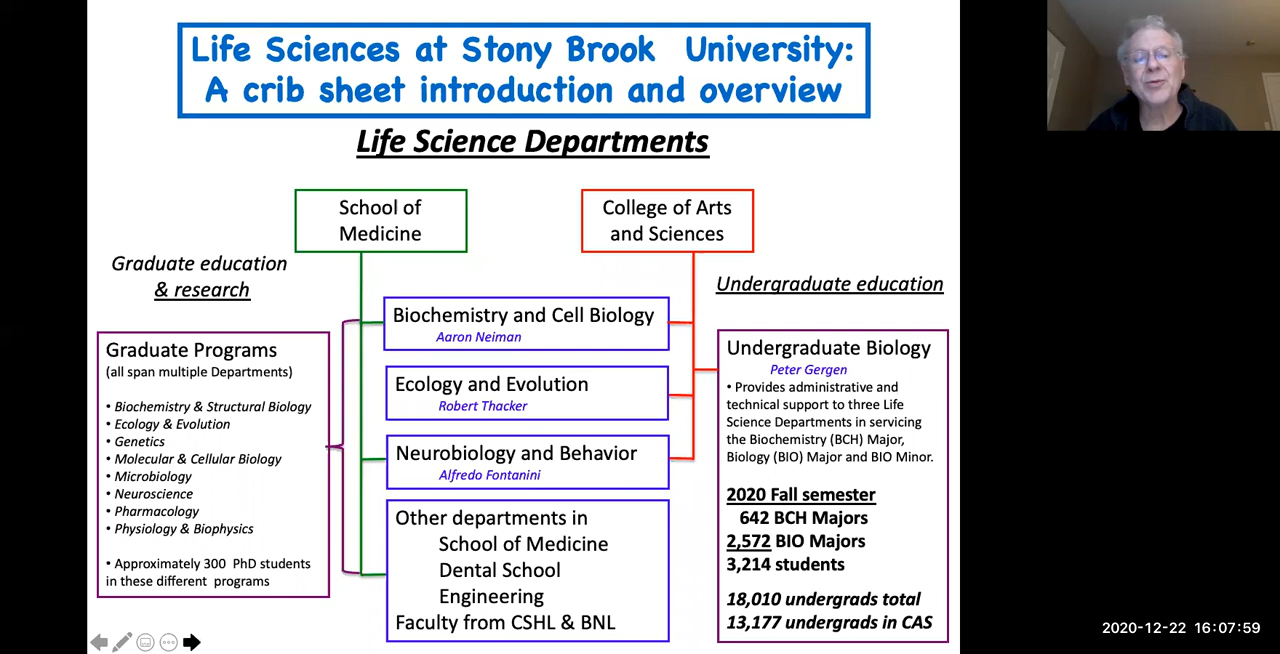 Life Sciences at Stony Brook University:
A crib sheet introduction and overview
Life Science Departments
School of
Medicine
College of Arts
and Sciences
Graduate education
& research
Undergraduate education
Graduate Programs
(all span multiple Departments)
• Biochemistry & Structural Biology
• Ecology & Evolution
• Genetics
• Molecular & Cellular Biology
• Microbiology
• Neuroscience
• Pharmacology
• Physiology & Biophysics
• Approximately 300 PhD students
in these different programs
Biochemistry and Cell Biology
Aaron Neiman
Ecology and Evolution
Robert Thacker
Neurobiology and Behavior
Alfredo Fontanini
Other departments in
School of Medicine
Dental School
Engineering
Faculty from CSHL & BNL
Undergraduate Biology
Peter Gergen
• Provides administrative and
technical support to three Life
Science Departments in servicing
the Biochemistry (BCH) Major,
Biology (BIO) Major and BIO Minor.
2020 Fall semester
642 BCH Majors
2,572 BIO Majors
3,214 students
18,010 undergrads total
13,177 undergrads in CAS
2020-12-22 16:07:59